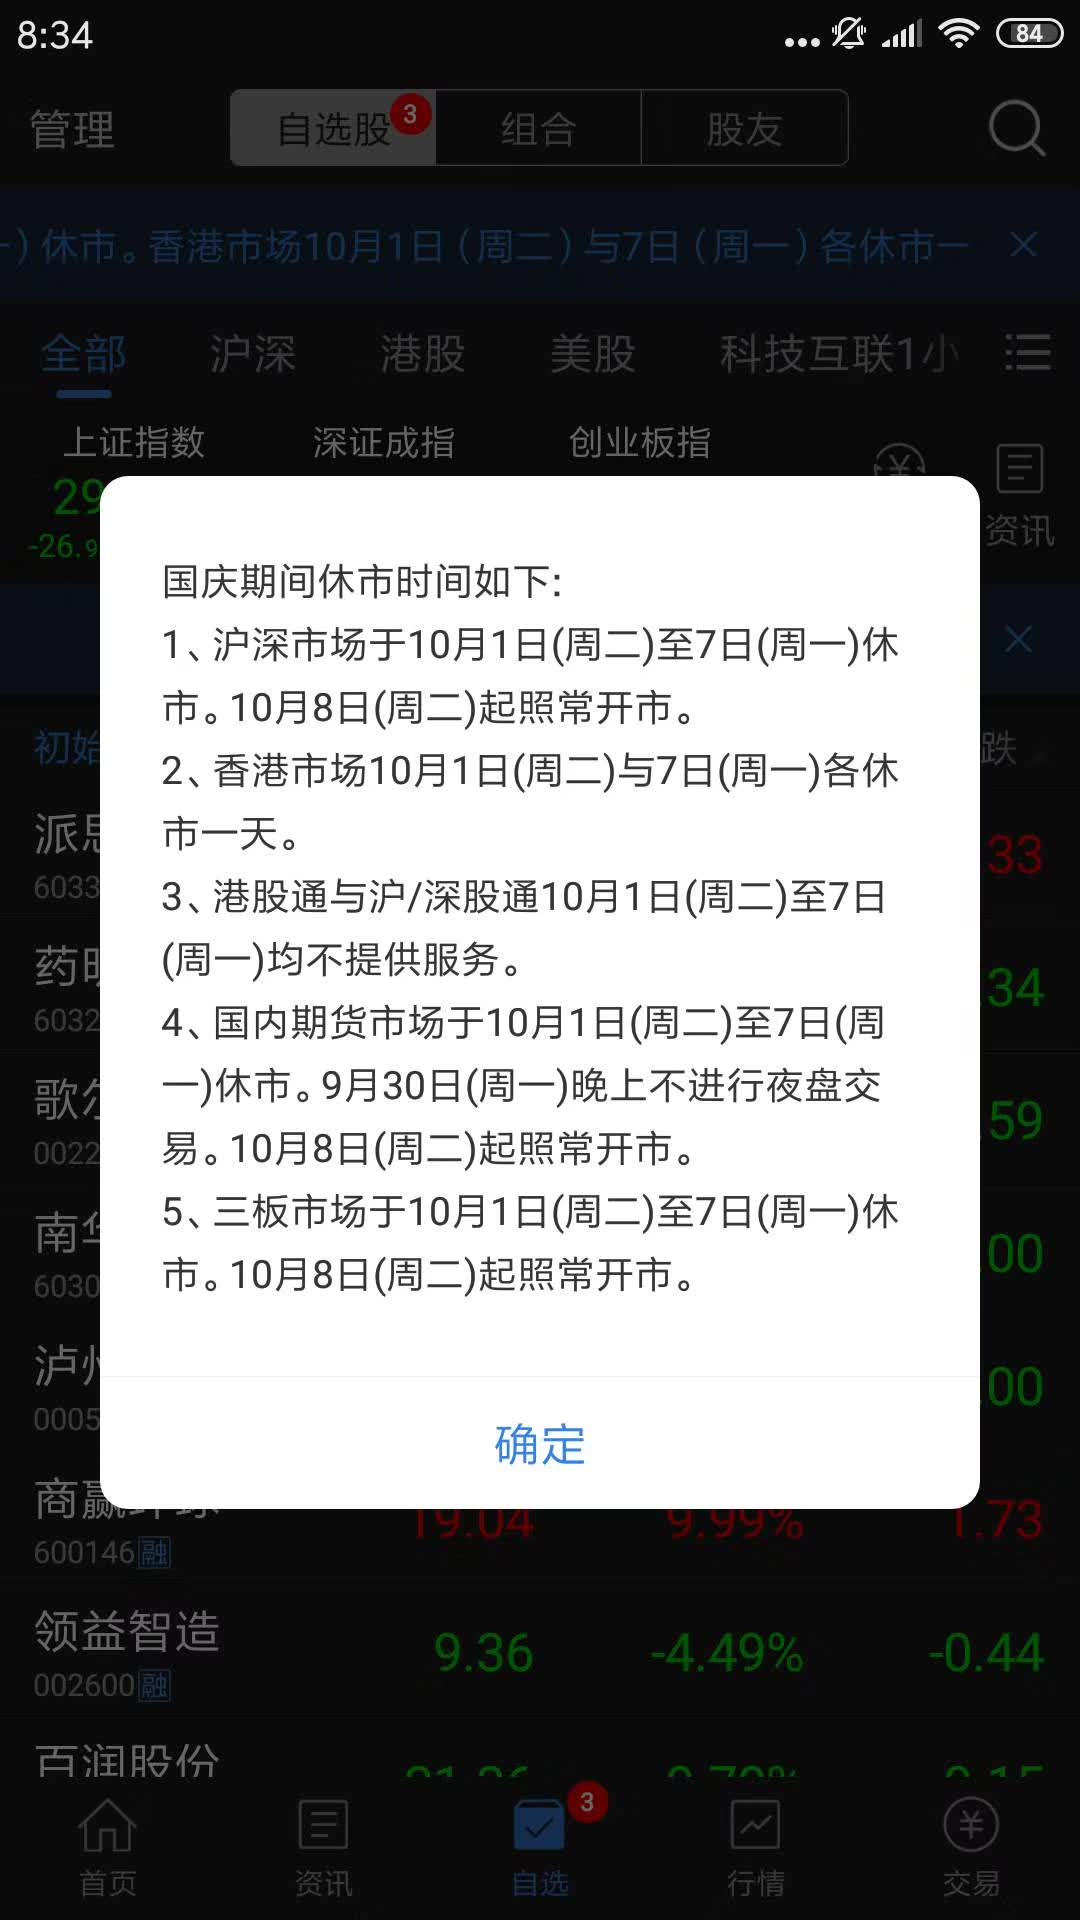 8:34
84
管理
自选股
3
组合
股友
一）休市。香港市场10月1日（周二）与7日（周一）各休市一
全部
沪深
港股
美股
科技互联1小
上证指数
深证成指
创业板指
29
-26.9
资讯
国庆期间休市时间如下:
1、沪深市场于10月1日(周二)至7日(周一)休
市。10月8日(周二)起照常开市。
2、香港市场10月1日(周二)与7日(周一)各休
市一天。
3、港股通与沪/深股通10月1日(周二)至7日
(周一)均不提供服务。
4、国内期货市场于10月1日(周二)至7日(周
一)休市。9月30日(周一)晚上不进行夜盘交
易。10月8日(周二)起照常开市。
5、三板市场于10月1日(周二)至7日(周一)休
市。10月8日(周二)起照常开市。
确定
初始
跌
派思
6033
.33
药明
6032
.34
歌尔
0022
.59
南华
6030
.00
泸州
0005
.00
商赢环球
19.04
9.99%
1.73
600146融
领益智造
9.36
-4.49%
-0.44
002600融
百润股份
首页
资讯
自选
3
行情
交易